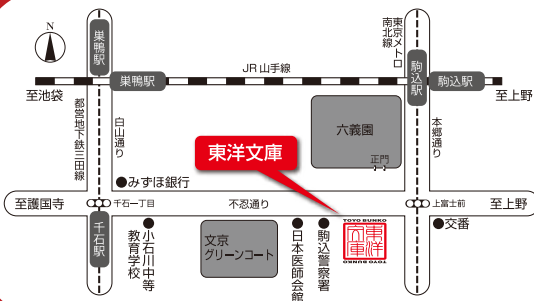 N
巣鴨駅
巣鴨駅
JR山手線
東京メトロ
南北線
駒込駅
駒込駅
至池袋
至上野
都営地下鉄三田線
白山通り
六義園
正門
本郷通り
東洋文庫
●みずほ銀行
至護国寺
千石一丁目
不忍通り
上富士前
至上野
千石駅
●小石川中等
教育学校
文京
グリーンコート
●日本医師会館
●駒込警察署
TOYO BUNKO
東洋
文庫
TOYO BUNKO
●交番